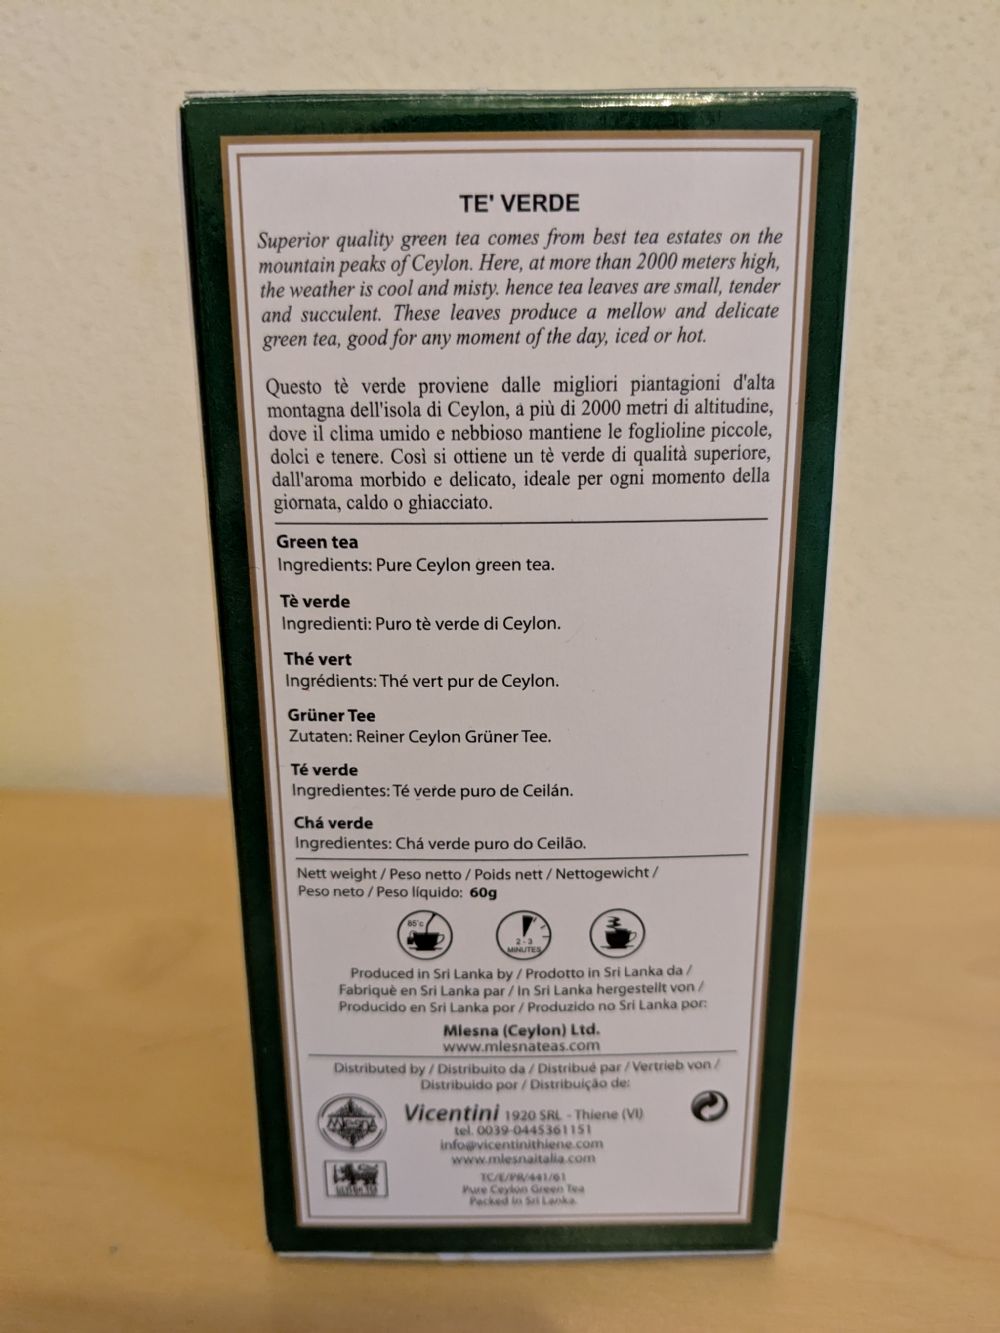 TE' VERDE
Superior quality green tea comes from best tea estates on the
mountain peaks of Ceylon. Here, at more than 2000 meters high,
the weather is cool and misty. hence tea leaves are small, tender
and succulent. These leaves produce a mellow and delicate
green tea, good for any moment of the day, iced or hot.
Questo tè verde proviene dalle migliori piantagioni d'alta
montagna dell'isola di Ceylon, a più di 2000 metri di altitudine,
dove il clima umido e nebbioso mantiene le foglioline piccole,
dolci e tenere. Così si ottiene un tè verde di qualità superiore,
dall'aroma morbido e delicato, ideale per ogni momento della
giornata, caldo o ghiacciato.
Green tea
Ingredients: Pure Ceylon green tea.
Tè verde
Ingredienti: Puro tè verde di Ceylon.
Thé vert
Ingrédients: Thé vert pur de Ceylon.
Grüner Tee
Zutaten: Reiner Ceylon Grüner Tee.
Té verde
Ingredientes: Té verde puro de Ceilán.
Chá verde
Ingredientes: Chá verde puro do Ceilão.
Nett weight / Peso netto / Poids nett / Nettogewicht /
Peso neto / Peso líquido: 60g
85°c
2 - 3
MINUTES
Produced in Sri Lanka by / Prodotto in Sri Lanka da /
Fabriquè en Sri Lanka par / In Sri Lanka hergestellt von /
Producido en Sri Lanka por / Produzido no Sri Lanka por:
Mlesna (Ceylon) Ltd.
www.mlesnateas.com
Distributed by / Distribuito da / Distribué par / Vertrieb von /
Distribuido por / Distribuição de:
Mlesna
Vicentini 1920 SRL - Thiene (VI)
tel. 0039-0445361151
info@vicentinithiene.com
www.mlesnaitalia.com
CEYLON TEA
TC/E/PR/441/61
Pure Ceylon Green Tea
Packed in Sri Lanka.